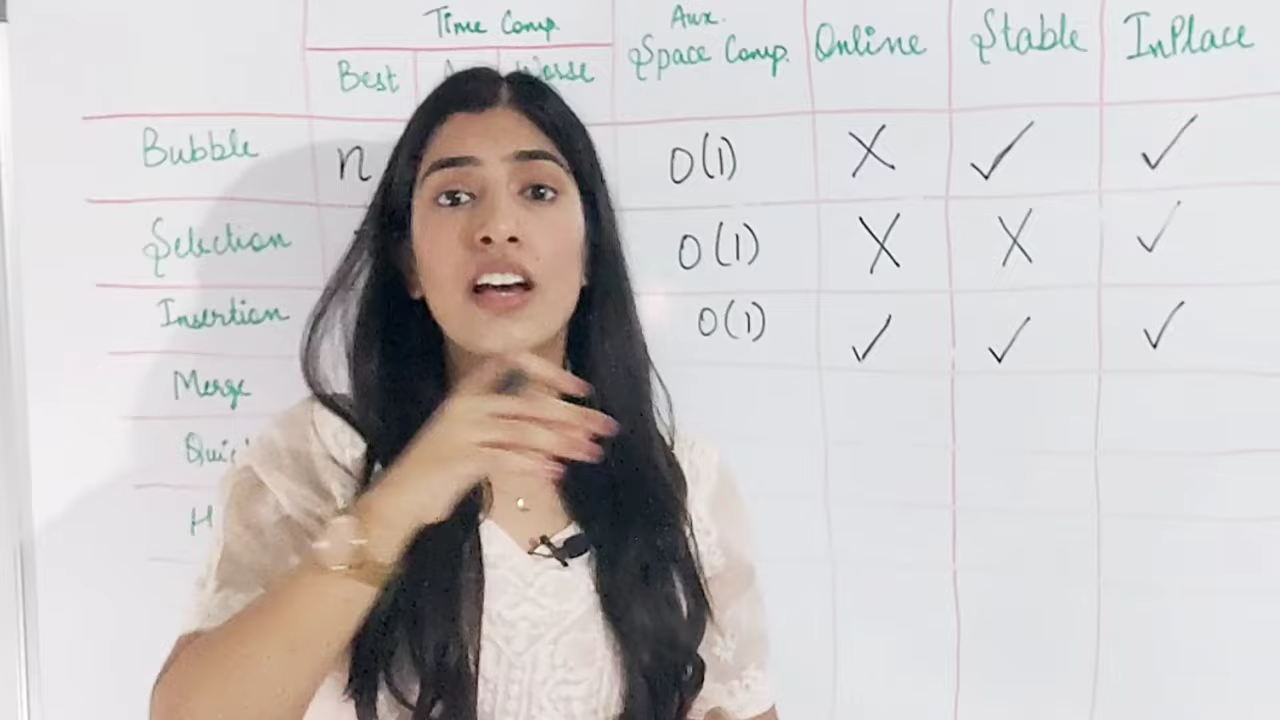 Time Comp. Aux. Space Comp. Online Stable InPlace
Best Worse
Bubble n O(1) X ✓ ✓
Selection O(1) X X ✓
Insertion O(1) ✓ ✓ ✓
Merge